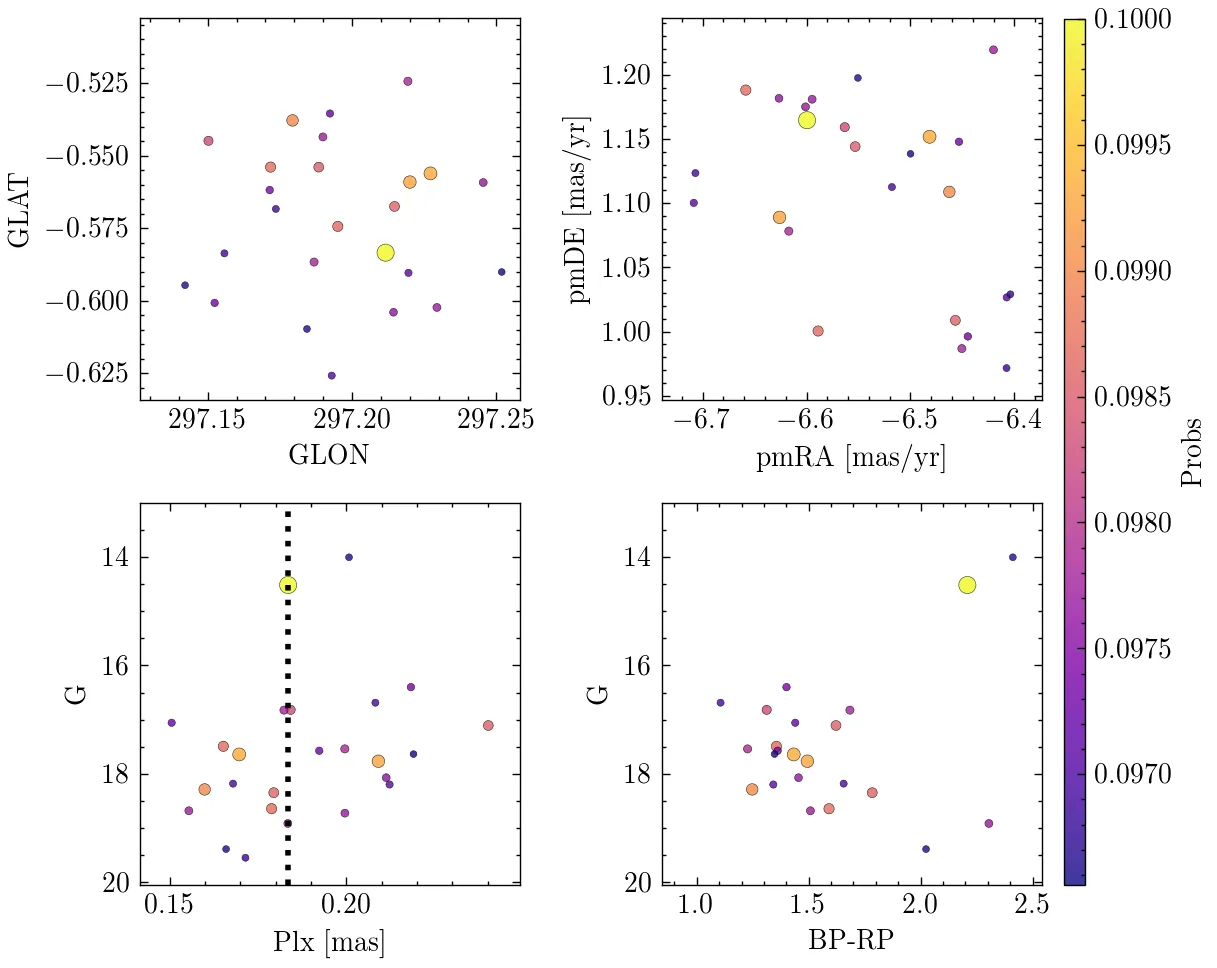 −0.525
−0.550
−0.575
−0.600
−0.625
GLAT
297.15 297.20 297.25
GLON
1.20
1.15
1.10
1.05
1.00
0.95
pmDE [mas/yr]
−6.7 −6.6 −6.5 −6.4
pmRA [mas/yr]
0.1000
0.0995
0.0990
0.0985
0.0980
0.0975
0.0970
Probs
14
16
18
20
G
0.15 0.20
Plx [mas]
14
16
18
20
G
1.0 1.5 2.0 2.5
BP-RP